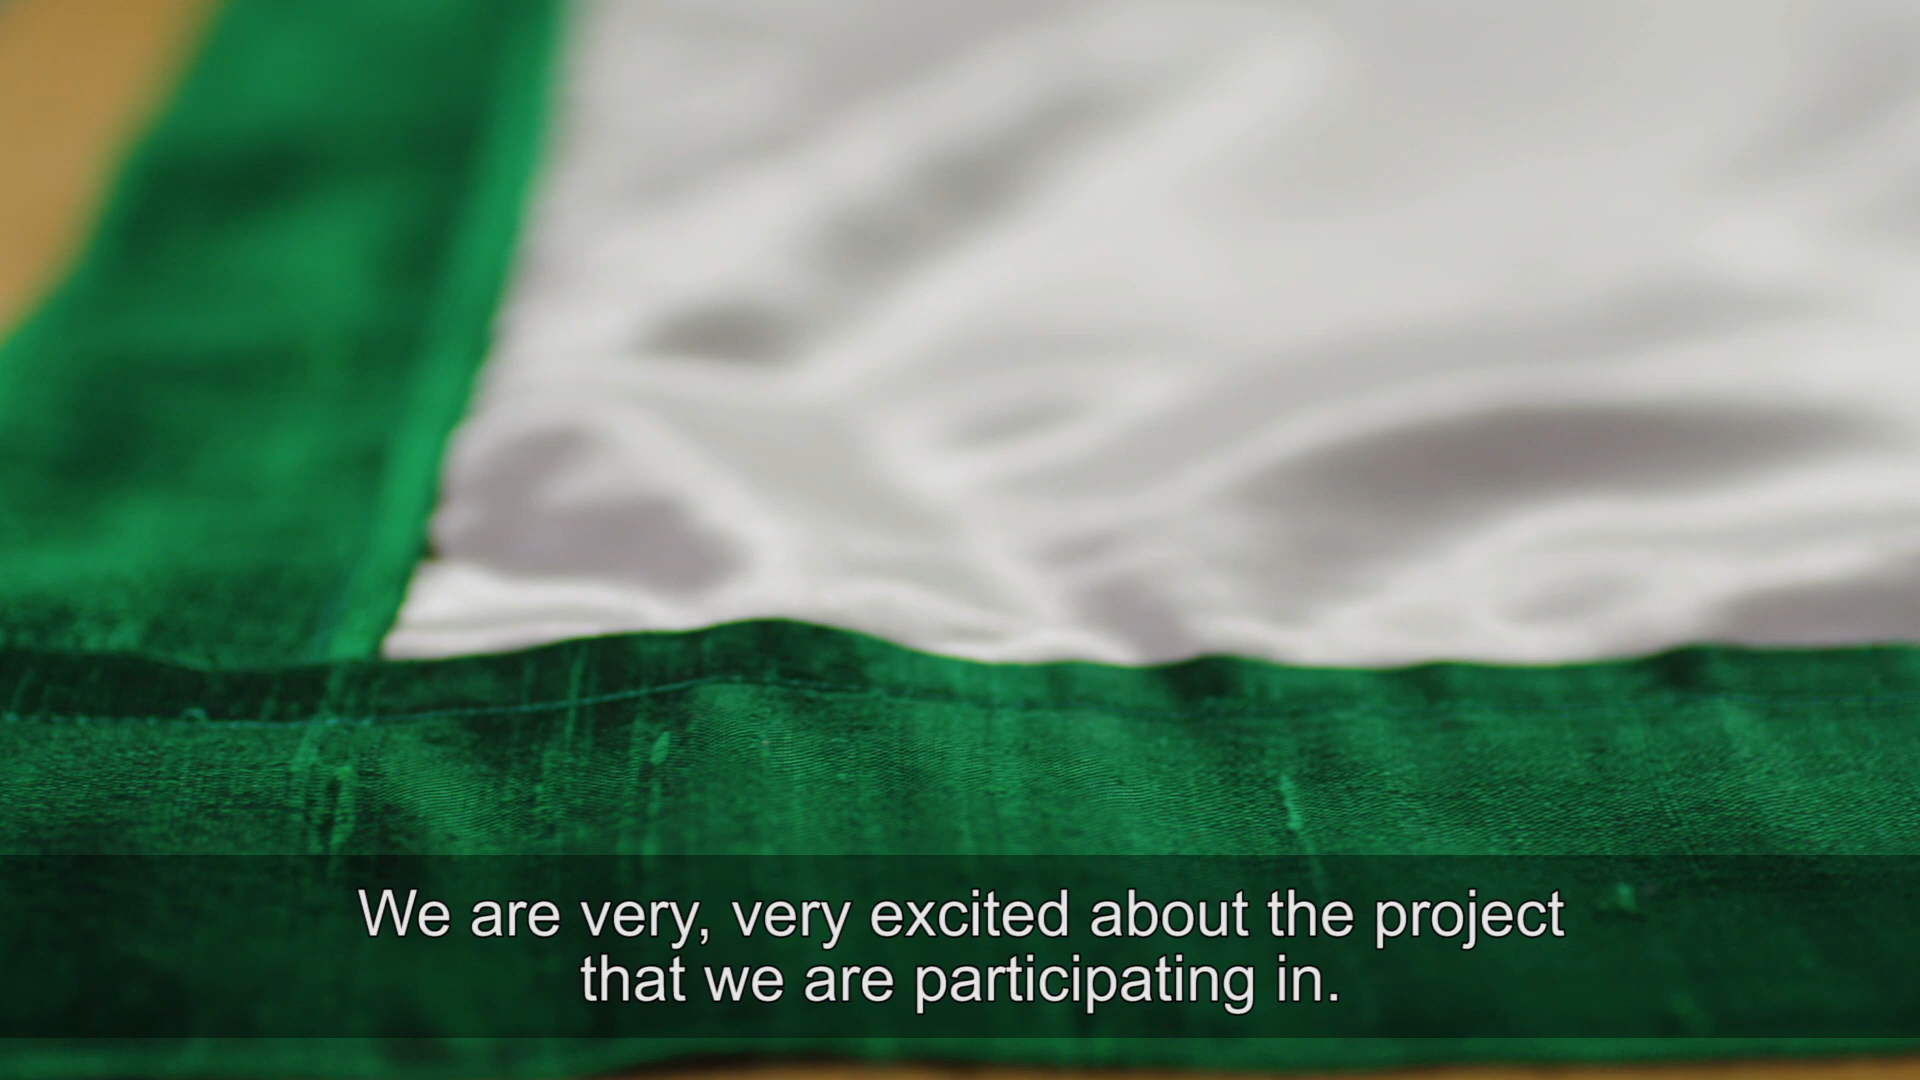 We are very, very excited about the project
that we are participating in.